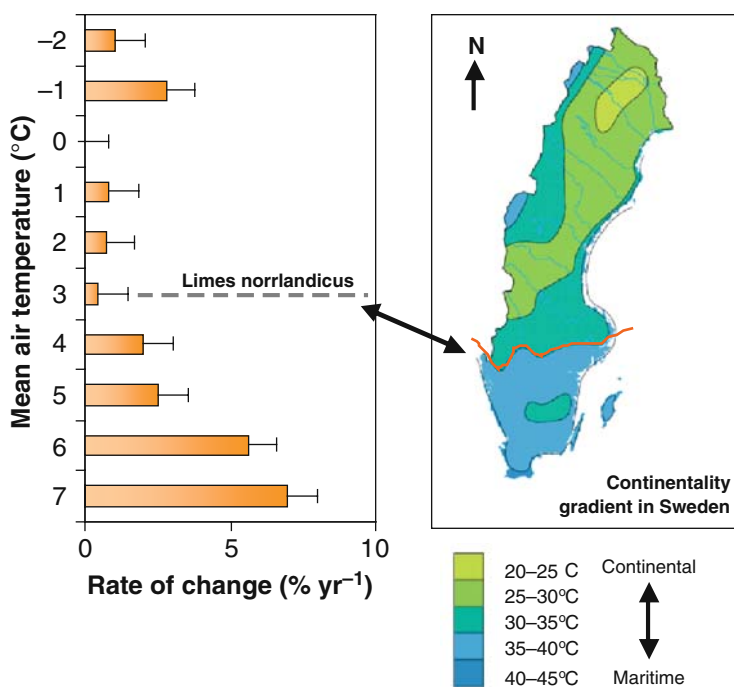 Mean air temperature (°C)
–2
–1
0
1
2
3
4
5
6
7
Limes norrlandicus
0
5
10
Rate of change (% yr–1)
N
Continentality
gradient in Sweden
20–25 C
Continental
25–30°C
30–35°C
35–40°C
40–45°C
Maritime